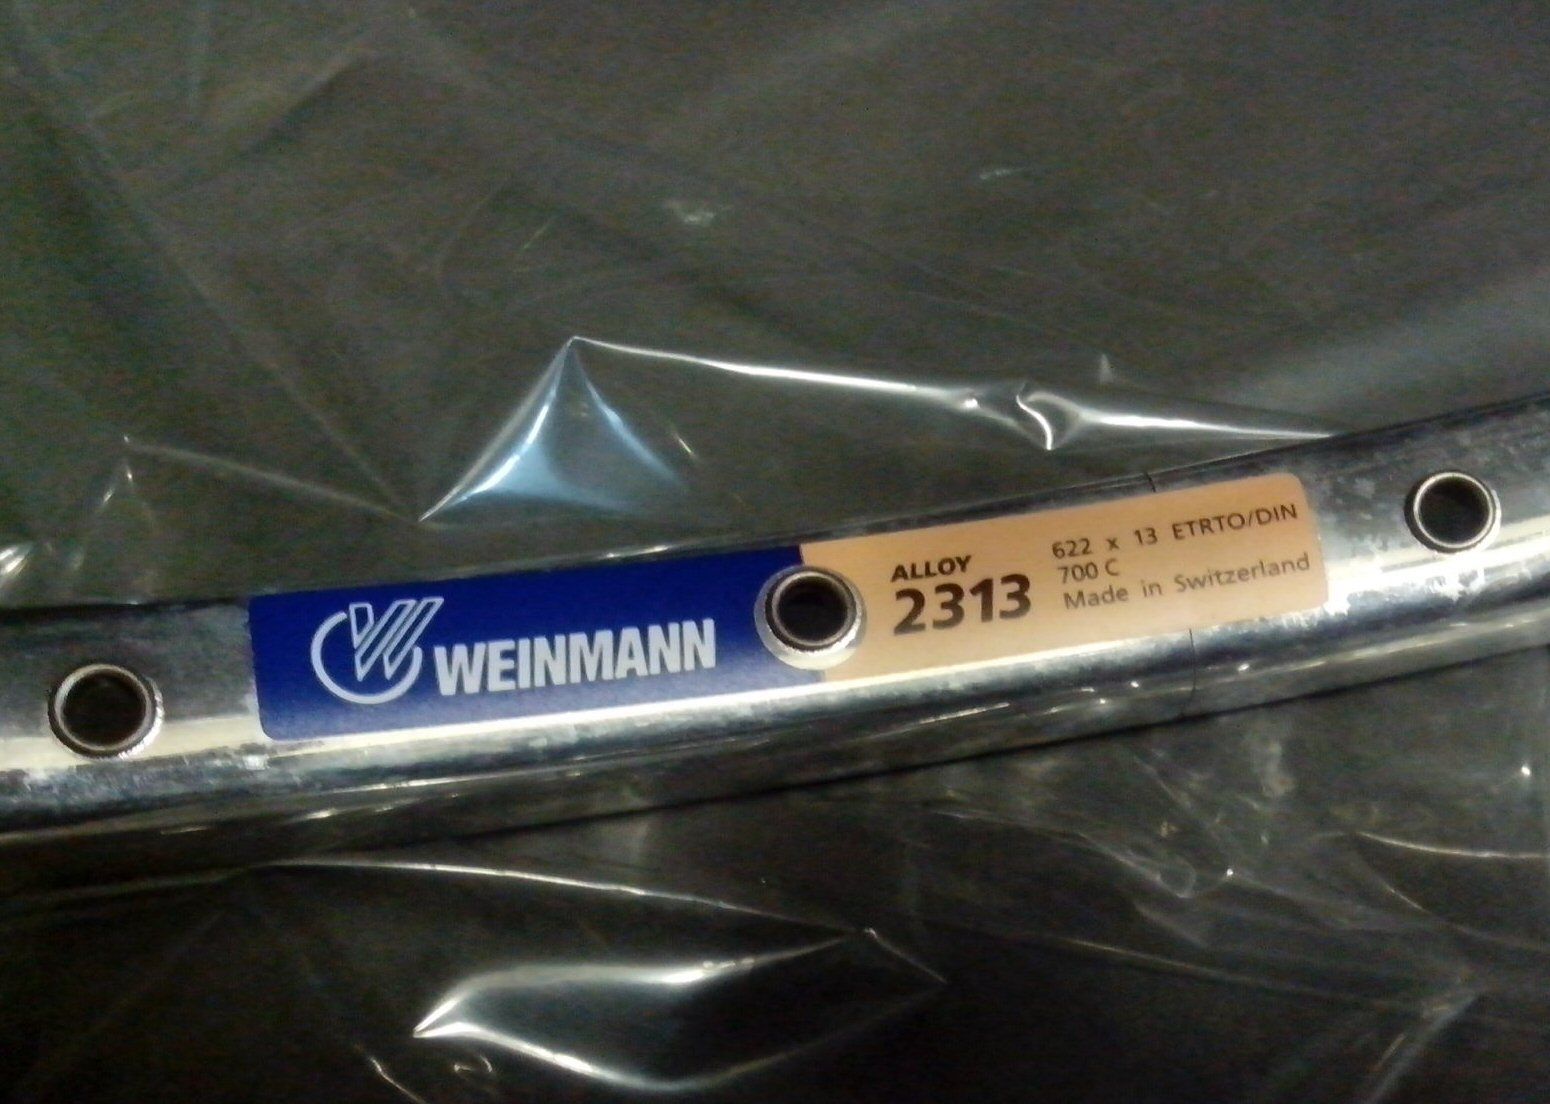 WEINMANN
ALLOY
2313
622 x 13 ETRTO/DIN
700 C
Made in Switzerland